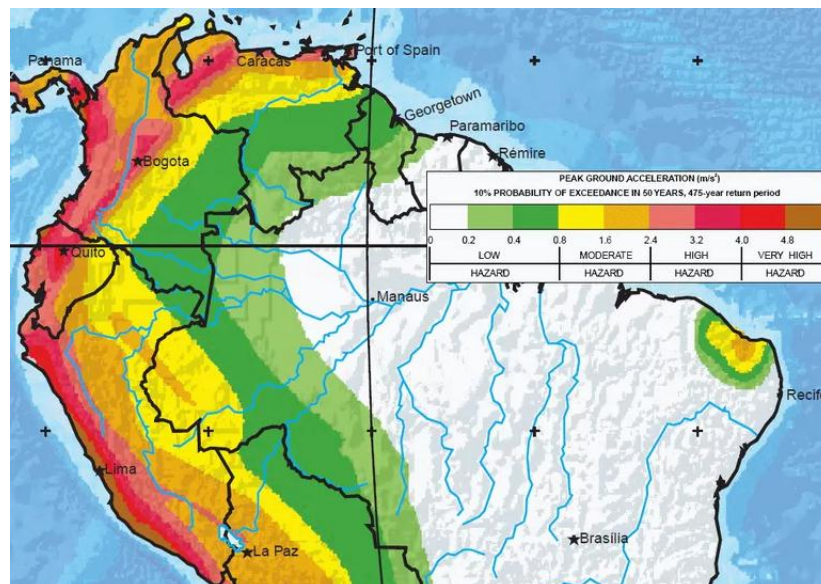 Panama
Caracas
Port of Spain
Georgetown
Paramaribo
Bogota
Rémire
PEAK GROUND ACCELERATION (m/s²)
10% PROBABILITY OF EXCEEDANCE IN 50 YEARS, 475-year return period
0 0.2 0.4 0.8 1.6 2.4 3.2 4.0 4.8
LOW MODERATE HIGH VERY HIGH
HAZARD HAZARD HAZARD HAZARD
Quito
Manaus
Recife
Lima
Brasília
La Paz